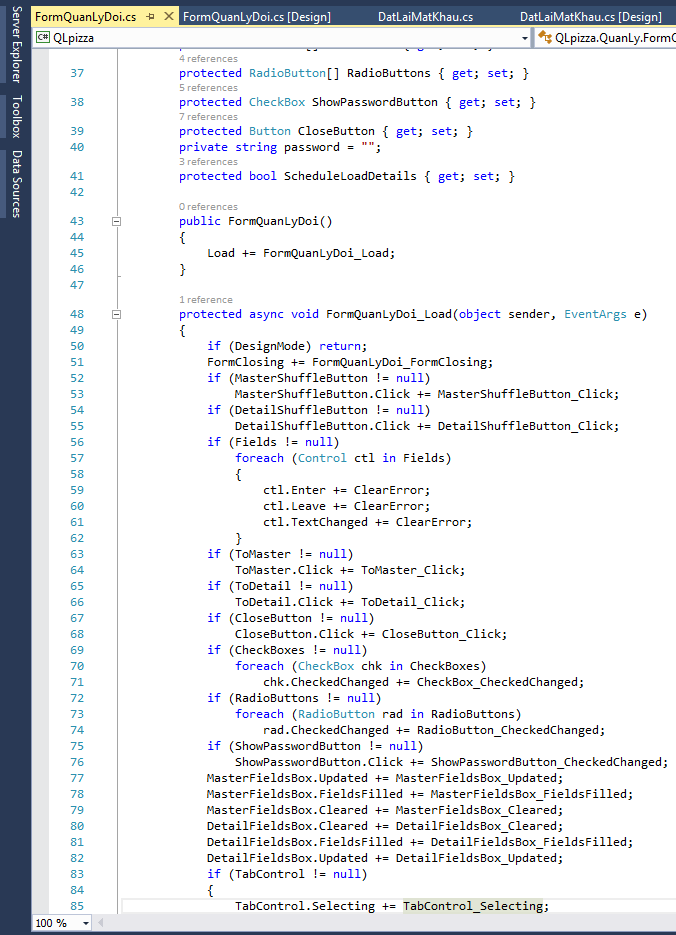 FormQuanLyDoi.cs FormQuanLyDoi.cs [Design] DatLaiMatKhau.cs DatLaiMatKhau.cs [Design]
Server Explorer
Toolbox
Data Sources
C# QLpizza QLpizza.QuanLy.FormQ
4 references
37 protected RadioButton[] RadioButtons { get; set; }
5 references
38 protected CheckBox ShowPasswordButton { get; set; }
7 references
39 protected Button CloseButton { get; set; }
40 private string password = "";
3 references
41 protected bool ScheduleLoadDetails { get; set; }
42
0 references
43 public FormQuanLyDoi()
44 {
45 Load += FormQuanLyDoi_Load;
46 }
47
1 reference
48 protected async void FormQuanLyDoi_Load(object sender, EventArgs e)
49 {
50 if (DesignMode) return;
51 FormClosing += FormQuanLyDoi_FormClosing;
52 if (MasterShuffleButton != null)
53 MasterShuffleButton.Click += MasterShuffleButton_Click;
54 if (DetailShuffleButton != null)
55 DetailShuffleButton.Click += DetailShuffleButton_Click;
56 if (Fields != null)
57 foreach (Control ctl in Fields)
58 {
59 ctl.Enter += ClearError;
60 ctl.Leave += ClearError;
61 ctl.TextChanged += ClearError;
62 }
63 if (ToMaster != null)
64 ToMaster.Click += ToMaster_Click;
65 if (ToDetail != null)
66 ToDetail.Click += ToDetail_Click;
67 if (CloseButton != null)
68 CloseButton.Click += CloseButton_Click;
69 if (CheckBoxes != null)
70 foreach (CheckBox chk in CheckBoxes)
71 chk.CheckedChanged += CheckBox_CheckedChanged;
72 if (RadioButtons != null)
73 foreach (RadioButton rad in RadioButtons)
74 rad.CheckedChanged += RadioButton_CheckedChanged;
75 if (ShowPasswordButton != null)
76 ShowPasswordButton.Click += ShowPasswordButton_CheckedChanged;
77 MasterFieldsBox.Updated += MasterFieldsBox_Updated;
78 MasterFieldsBox.FieldsFilled += MasterFieldsBox_FieldsFilled;
79 MasterFieldsBox.Cleared += MasterFieldsBox_Cleared;
80 DetailFieldsBox.Cleared += DetailFieldsBox_Cleared;
81 DetailFieldsBox.FieldsFilled += DetailFieldsBox_FieldsFilled;
82 DetailFieldsBox.Updated += DetailFieldsBox_Updated;
83 if (TabControl != null)
84 {
85 TabControl.Selecting += TabControl_Selecting;
100 %